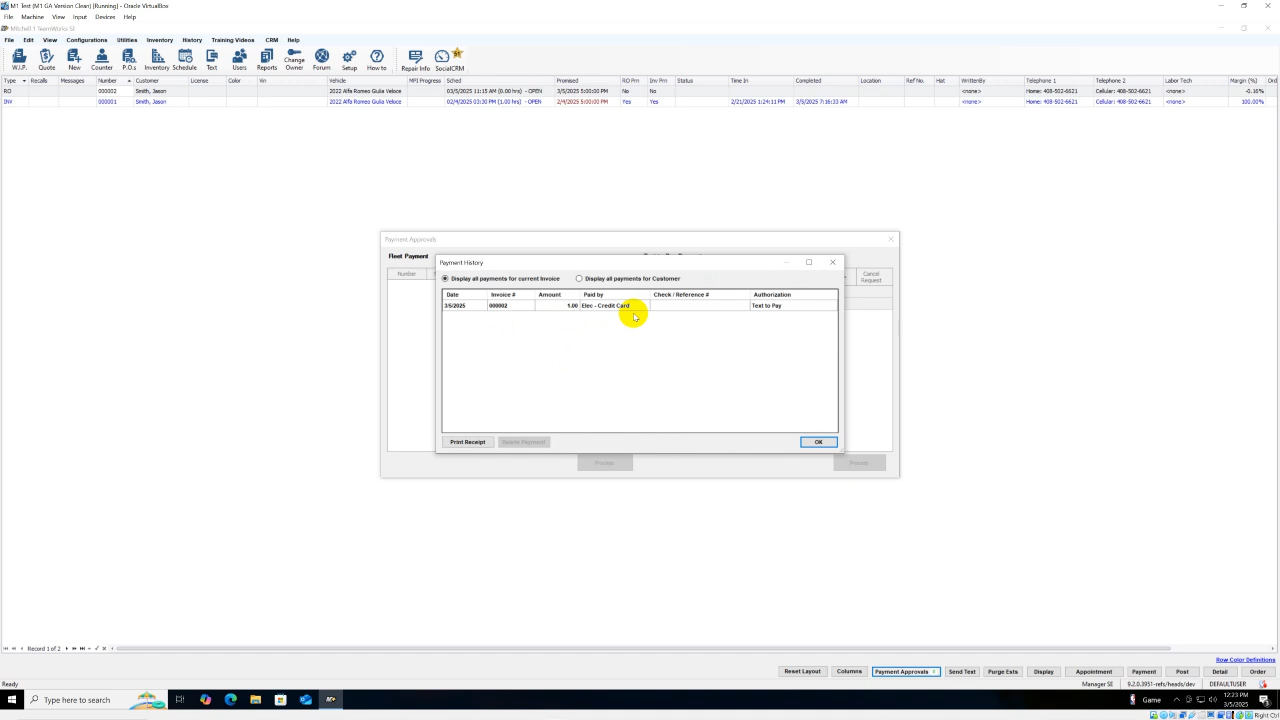 M1 Test (M1 GA Version Clean) [Running] - Oracle VirtualBox
File Machine View Input Devices Help
Mitchell 1 TeamWorks SE
File Edit View Configurations Utilities Inventory History Training Videos CRM Help
W.I.P. Quote New Counter P.O.s Inventory Schedule Text Users Reports Change Owner Forum Setup How to Repair Info SocialCRM
Type Recalls Messages Number Customer License Color Vin Vehicle MPI Progress Sched Promised RO Prn Inv Prn Status Time In Completed Location Ref No. Hat WrittenBy Telephone 1 Telephone 2 Labor Tech Margin (%) Ord
RO 000002 Smith, Jason 2022 Alfa Romeo Giulia Veloce 03/5/2025 11:15 AM (0.00 hrs) - OPEN 3/5/2025 5:00:00 PM No No <none> Home: 408-502-6621 Cellular: 408-502-6621 <none> -0.16%
INV 000001 Smith, Jason 2022 Alfa Romeo Giulia Veloce 02/4/2025 03:30 PM (1.00 hrs) - OPEN 2/4/2025 5:00:00 PM Yes Yes 2/21/2025 1:24:11 PM 3/5/2025 7:16:33 AM <none> Home: 408-502-6621 Cellular: 408-502-6621 <none> 100.00%
Payment Approvals
Fleet Payment
Number Cancel Request
Payment History
Display all payments for current Invoice Display all payments for Customer
Date Invoice # Amount Paid by Check / Reference # Authorization
3/5/2025 000002 1.00 Elec - Credit Card Text to Pay
Print Receipt Delete Payment OK
Process Process
Record 1 of 2
Row Color Definitions
Reset Layout Columns Payment Approvals Send Text Purge Ests Display Appointment Payment Post Detail Order
Ready Manager SE 9.2.0.3951-refs/heads/dev DEFAULTUSER
Type here to search Game 12:23 PM
3/5/2025
Right Ctrl